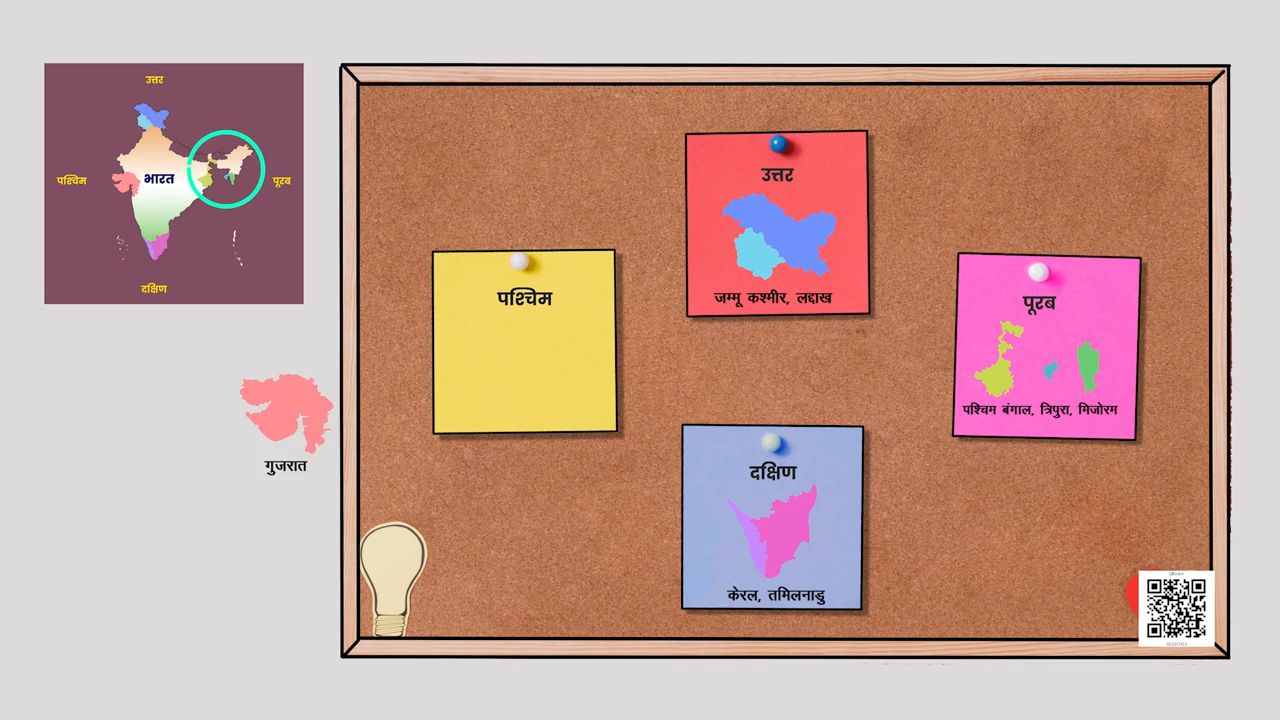 उत्तर
पश्चिम
भारत
पूरब
दक्षिण
गुजरात
उत्तर
जम्मू कश्मीर, लद्दाख
पश्चिम
पूरब
पश्चिम बंगाल, त्रिपुरा, मिजोरम
दक्षिण
केरल, तमिलनाडु